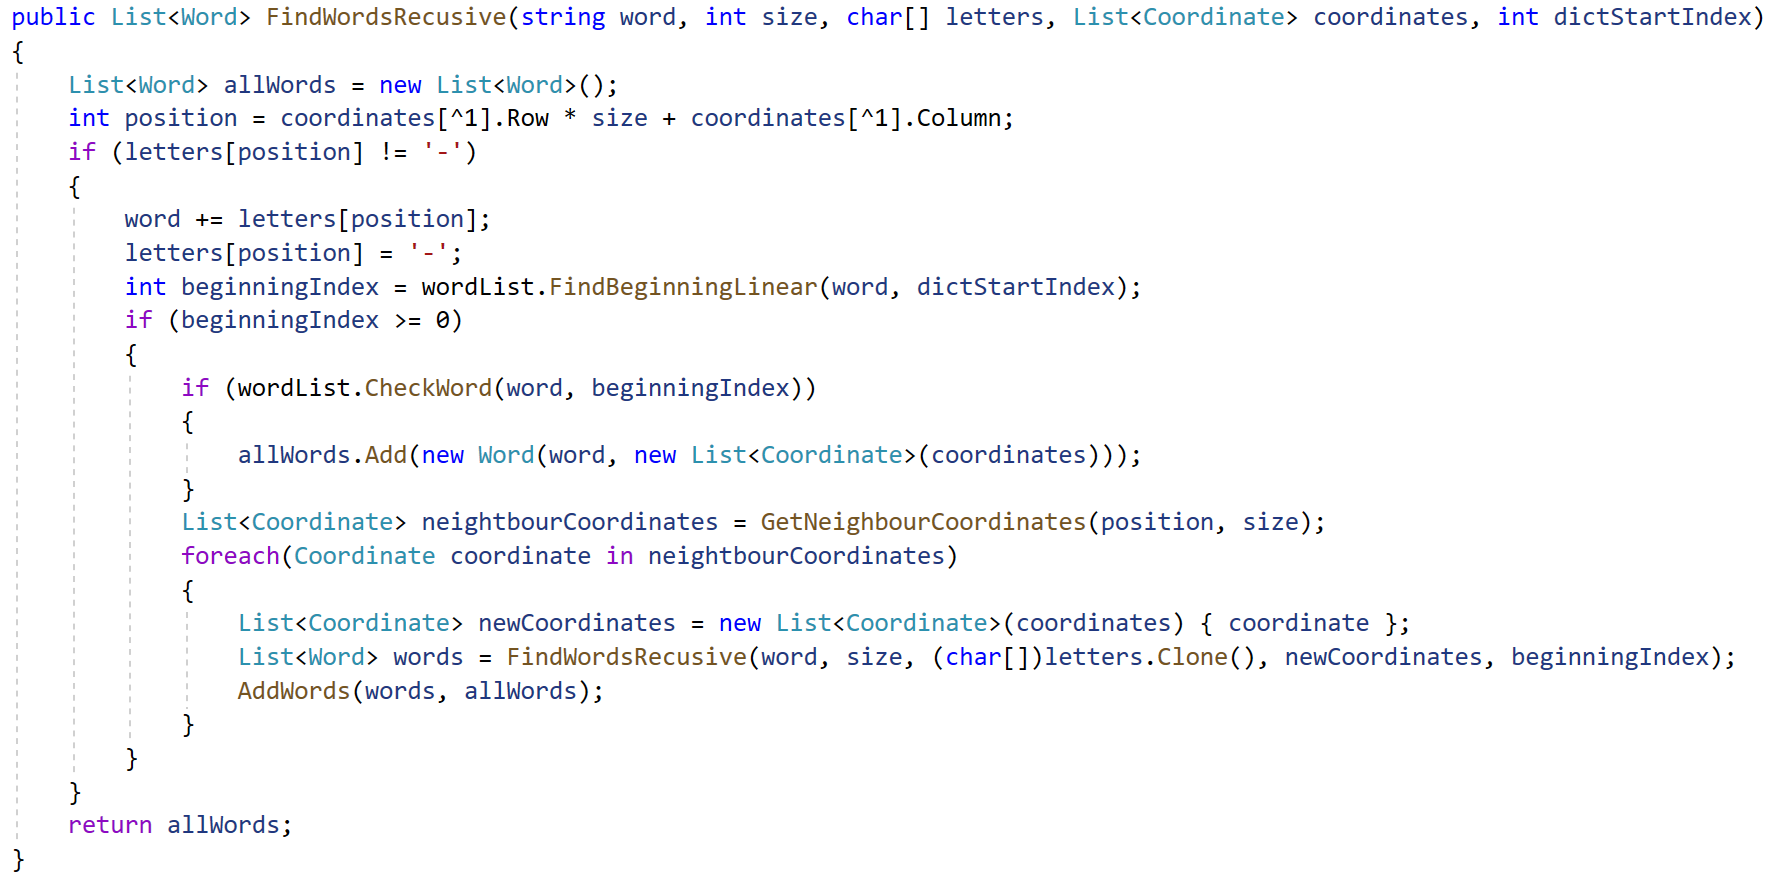 public List<Word> FindWordsRecusive(string word, int size, char[] letters, List<Coordinate> coordinates, int dictStartIndex)
{
    List<Word> allWords = new List<Word>();
    int position = coordinates[^1].Row * size + coordinates[^1].Column;
    if (letters[position] != '-')
    {
        word += letters[position];
        letters[position] = '-';
        int beginningIndex = wordList.FindBeginningLinear(word, dictStartIndex);
        if (beginningIndex >= 0)
        {
            if (wordList.CheckWord(word, beginningIndex))
            {
                allWords.Add(new Word(word, new List<Coordinate>(coordinates)));
            }
            List<Coordinate> neightbourCoordinates = GetNeighbourCoordinates(position, size);
            foreach(Coordinate coordinate in neightbourCoordinates)
            {
                List<Coordinate> newCoordinates = new List<Coordinate>(coordinates) { coordinate };
                List<Word> words = FindWordsRecusive(word, size, (char[])letters.Clone(), newCoordinates, beginningIndex);
                AddWords(words, allWords);
            }
        }
    }
    return allWords;
}